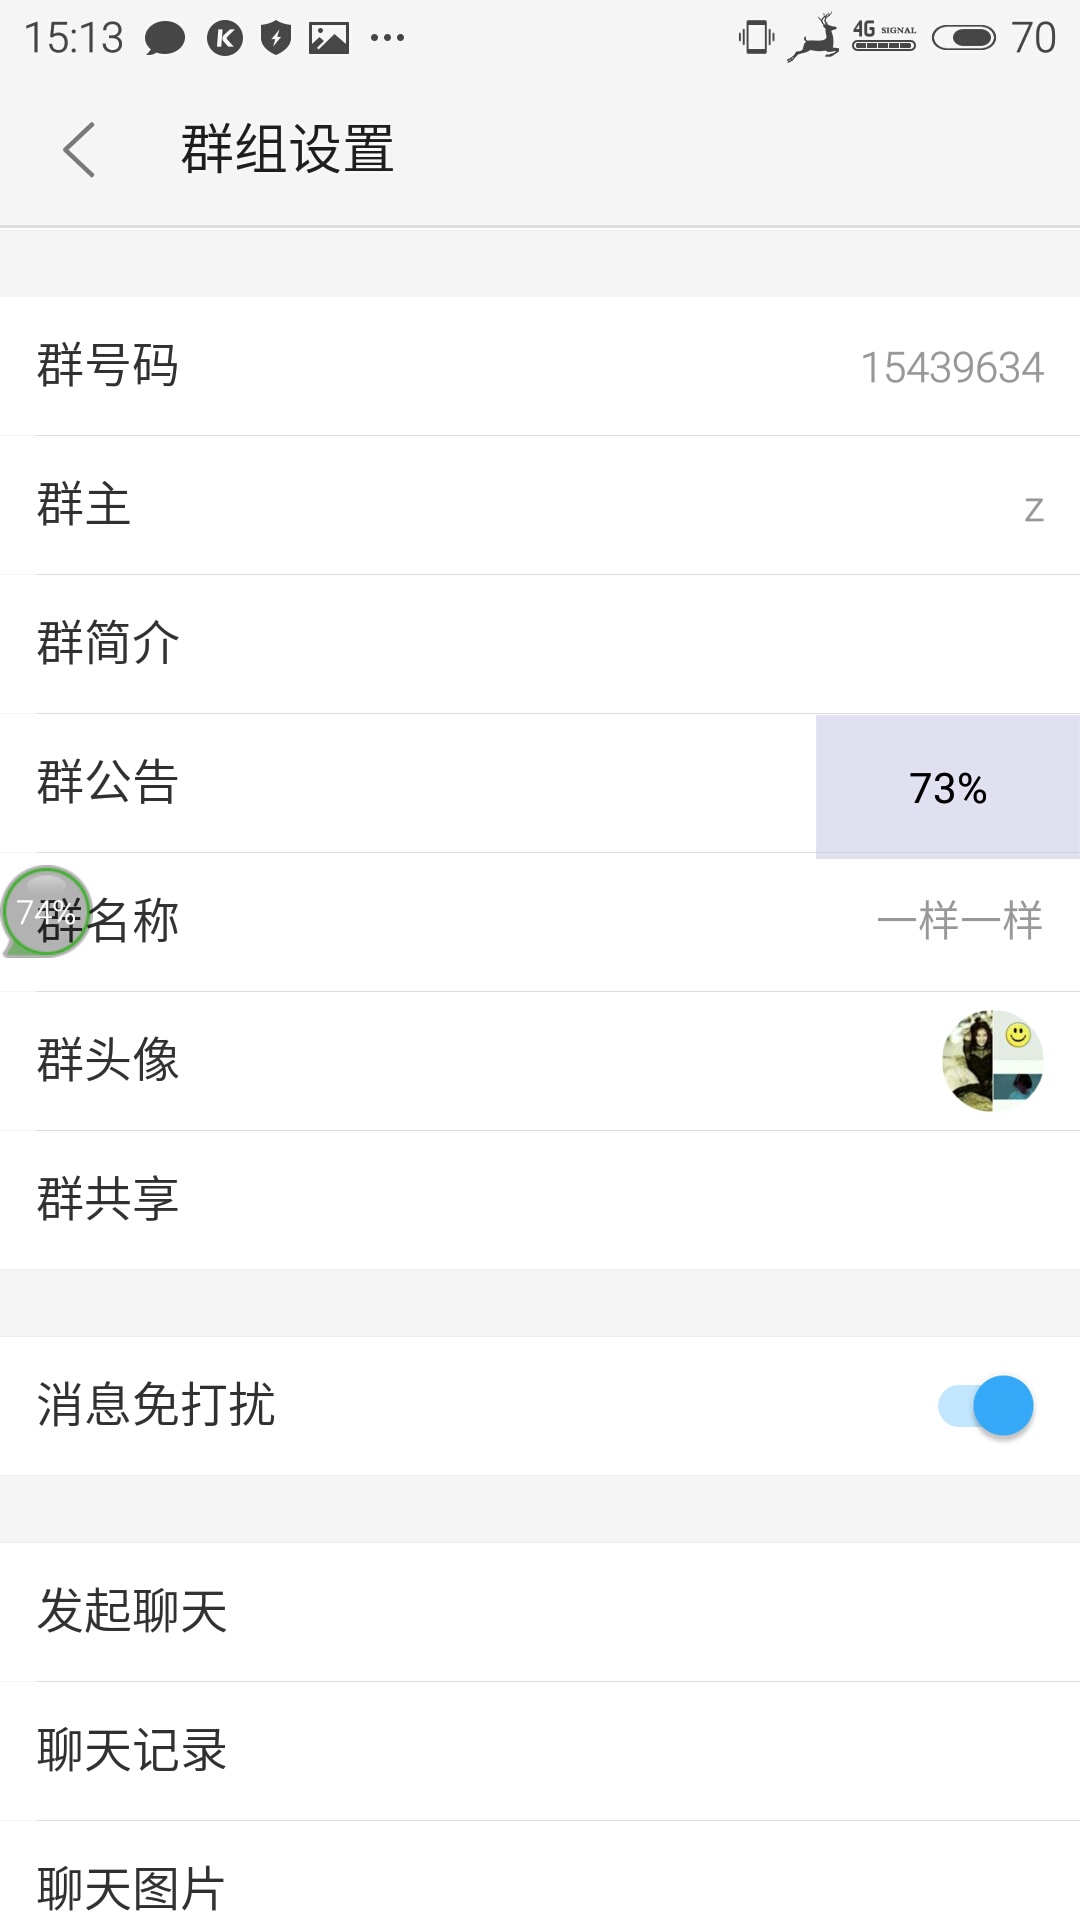 15:13 4G SIGNAL 70
群组设置
群号码 15439634
群主 z
群简介
群公告 73%
74%
群名称 一样一样
群头像
群共享
消息免打扰
发起聊天
聊天记录
聊天图片